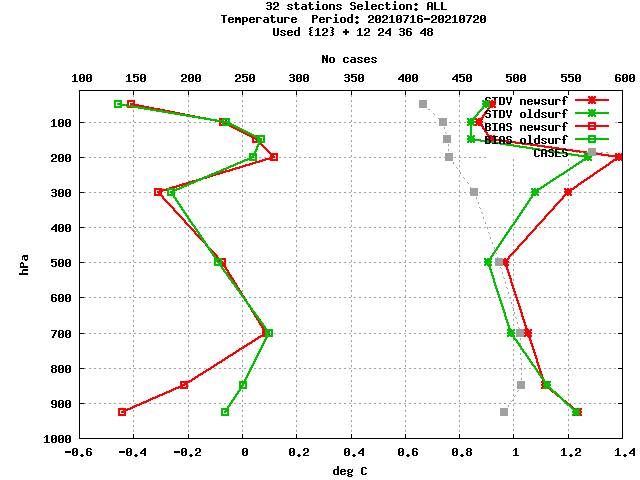 32 stations Selection: ALL
Temperature  Period: 20210716-20210720
Used {12} + 12 24 36 48
No cases
100 150 200 250 300 350 400 450 500 550 600
STDV newsurf
STDV oldsurf
BIAS newsurf
BIAS oldsurf
CASES
100
200
300
400
500
600
700
800
900
1000
hPa
-0.6 -0.4 -0.2 0 0.2 0.4 0.6 0.8 1 1.2 1.4
deg C